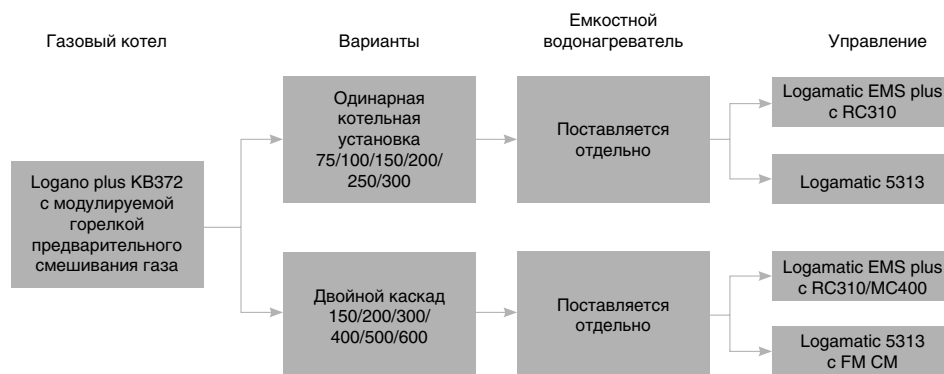 Газовый котел
Варианты
Емкостной
водонагреватель
Управление
Logano plus KB372
с модулируемой
горелкой
предварительного
смешивания газа
Одинарная
котельная
установка
75/100/150/200/
250/300
Поставляется
отдельно
Logamatic EMS plus
с RC310
Logamatic 5313
Двойной каскад
150/200/300/
400/500/600
Поставляется
отдельно
Logamatic EMS plus
с RC310/MC400
Logamatic 5313
с FM CM